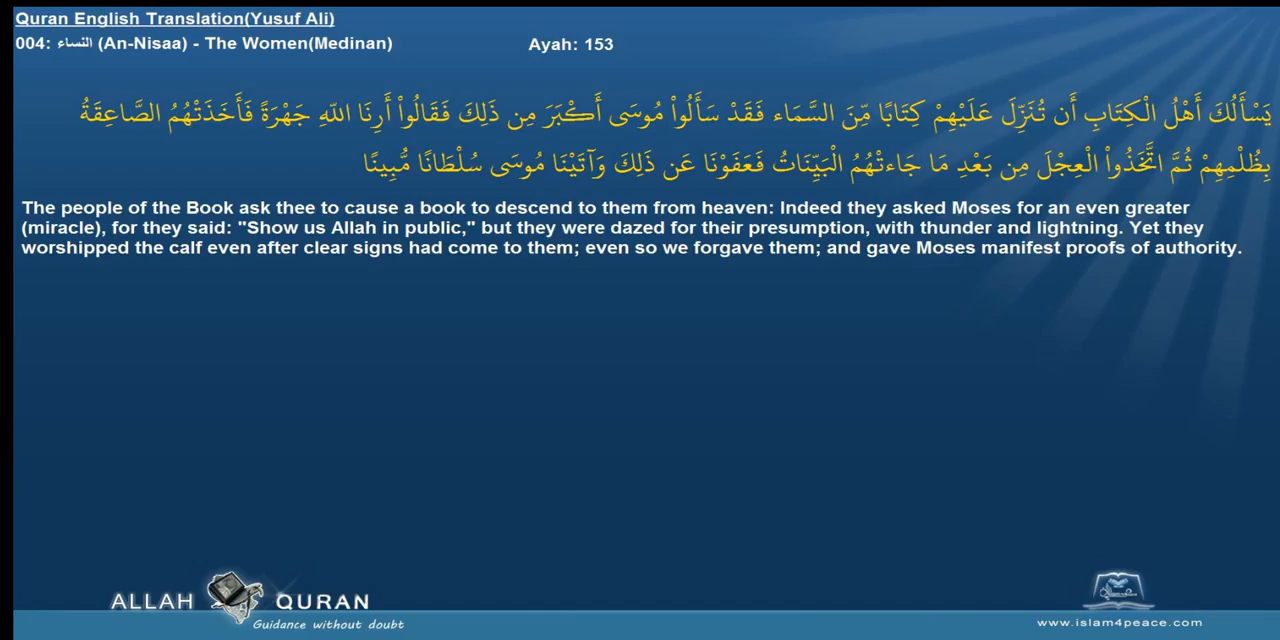 Quran English Translation(Yusuf Ali)
004: النساء (An-Nisaa) - The Women(Medinan) Ayah: 153
يَسْأَلُكَ أَهْلُ الْكِتَابِ أَن تُنَزِّلَ عَلَيْهِمْ كِتَابًا مِّنَ السَّمَاء فَقَدْ سَأَلُواْ مُوسَى أَكْبَرَ مِن ذَلِكَ فَقَالُواْ أَرِنَا اللّهِ جَهْرَةً فَأَخَذَتْهُمُ الصَّاعِقَةُ
بِظُلْمِهِمْ ثُمَّ اتَّخَذُواْ الْعِجْلَ مِن بَعْدِ مَا جَاءتْهُمُ الْبَيِّنَاتُ فَعَفَوْنَا عَن ذَلِكَ وَآتَيْنَا مُوسَى سُلْطَانًا مُّبِينًا
The people of the Book ask thee to cause a book to descend to them from heaven: Indeed they asked Moses for an even greater
(miracle), for they said: "Show us Allah in public," but they were dazed for their presumption, with thunder and lightning. Yet they
worshipped the calf even after clear signs had come to them; even so we forgave them; and gave Moses manifest proofs of authority.
ALLAH QURAN
Guidance without doubt
www.islam4peace.com